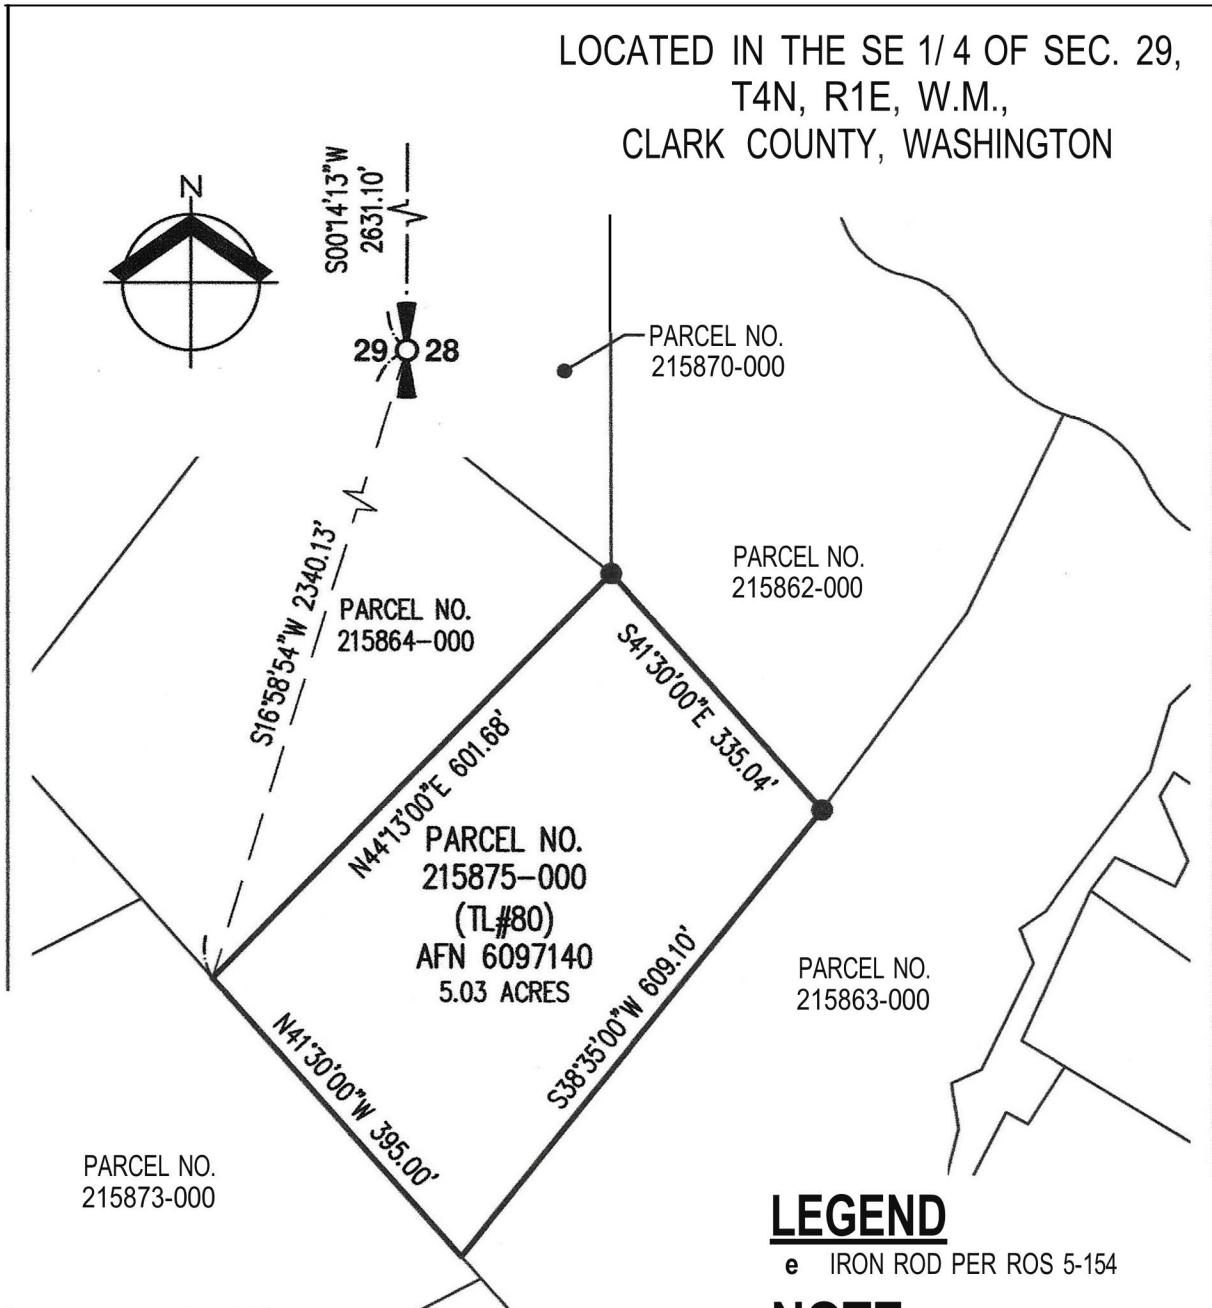 LOCATED IN THE SE 1/4 OF SEC. 29,
T4N, R1E, W.M.,
CLARK COUNTY, WASHINGTON
N
S00°14'13"W
2631.10'
29 28
PARCEL NO.
215870-000
S16°58'54"W 2340.13'
PARCEL NO.
215864-000
PARCEL NO.
215862-000
S41°30'00"E 335.04'
N44°13'00"E 601.68'
PARCEL NO.
215875-000
(TL#80)
AFN 6097140
5.03 ACRES
S38°35'00"W 609.10'
PARCEL NO.
215863-000
N41°30'00"W 395.00'
PARCEL NO.
215873-000
LEGEND
e IRON ROD PER ROS 5-154
NOTE